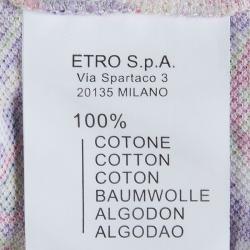 ETRO S.p.A.
Via Spartaco 3
20135 MILANO
100%
COTONE
COTTON
COTON
BAUMWOLLE
ALGODON
ALGODAO